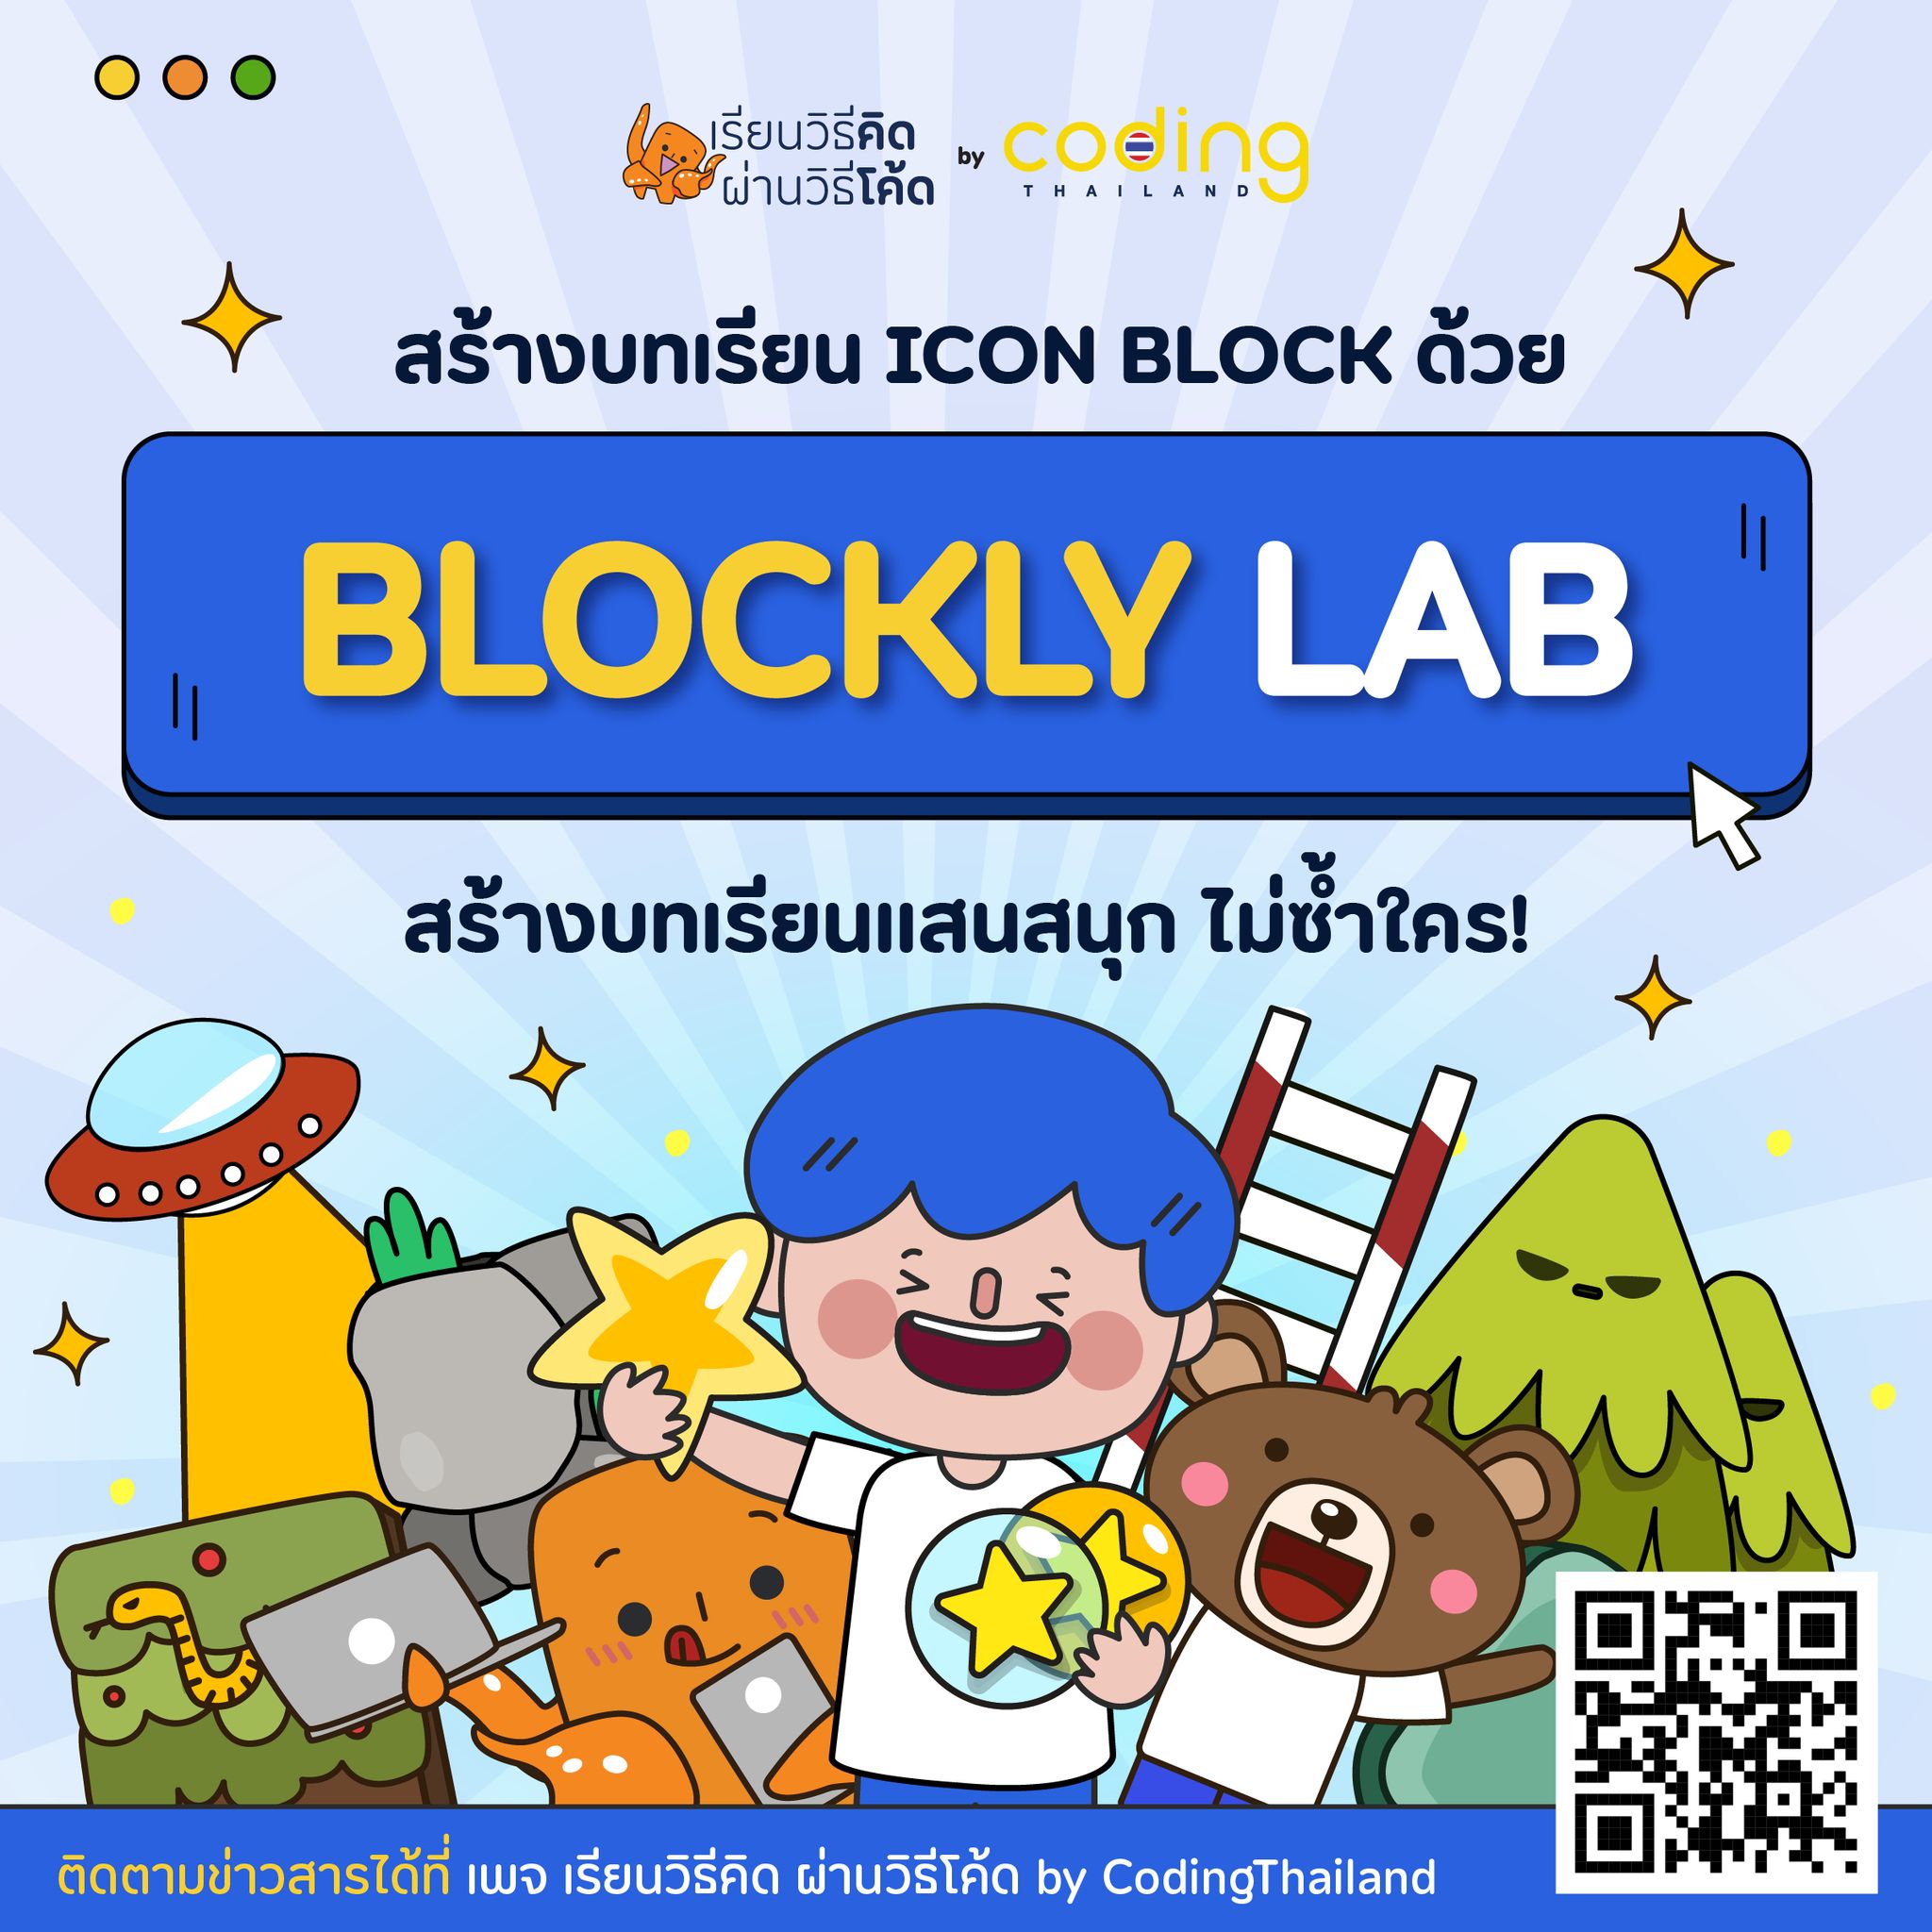 เรียนวิธีคิด
ผ่านวิธีโค้ด
by
coding
THAILAND
สร้างบทเรียน ICON BLOCK ด้วย
BLOCKLY LAB
สร้างบทเรียนแสนสนุก ไม่ซ้ำใคร!
ติดตามข่าวสารได้ที่ เพจ เรียนวิธีคิด ผ่านวิธีโค้ด by CodingThailand